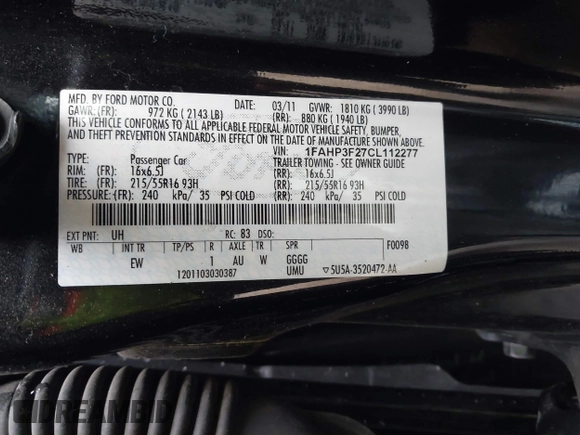 MFD. BY FORD MOTOR CO. DATE: 03/11 GVWR: 1810 KG ( 3990 LB)
GAWR: (FR): 972 KG ( 2143 LB) (RR): 880 KG ( 1940 LB)
THIS VEHICLE CONFORMS TO ALL APPLICABLE FEDERAL MOTOR VEHICLE SAFETY, BUMPER,
AND THEFT PREVENTION STANDARDS IN EFFECT ON THE DATE OF MANUFACTURE SHOWN ABOVE.
VIN: 1FAHP3F27CL112277
TYPE: Passenger Car TRAILER TOWING - SEE OWNER GUIDE
RIM: (FR): 16x6.5J (RR): 16x6.5J
TIRE: (FR): 215/55R16 93H (RR): 215/55R16 93H
PRESSURE: (FR): 240 kPa/ 35 PSI COLD (RR): 240 kPa/ 35 PSI COLD
EXT PNT: UH RC: 83 DSO: F0098
WB INT TR TP/PS R AXLE TR SPR
EW 1 AU W GGGG
1201103030387 UMU ▽5U5A-3520472-AA
DREAMBID